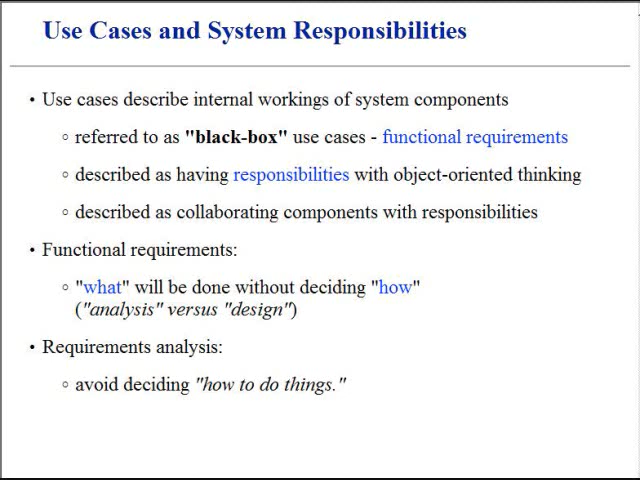 Use Cases and System Responsibilities
• Use cases describe internal workings of system components
○ referred to as "black-box" use cases - functional requirements
○ described as having responsibilities with object-oriented thinking
○ described as collaborating components with responsibilities
• Functional requirements:
○ "what" will be done without deciding "how"
("analysis" versus "design")
• Requirements analysis:
○ avoid deciding "how to do things."